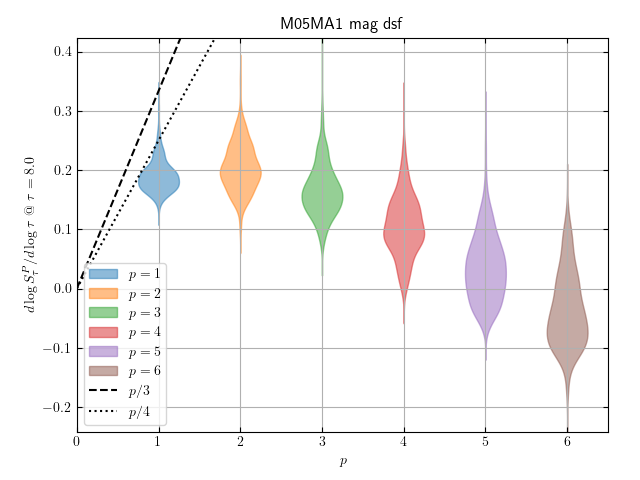 M05MA1 mag dsf
d log S_τ^P / d log τ @ τ = 8.0
0.4
0.3
0.2
0.1
0.0
−0.1
−0.2
p = 1
p = 2
p = 3
p = 4
p = 5
p = 6
p/3
p/4
0 1 2 3 4 5 6
p